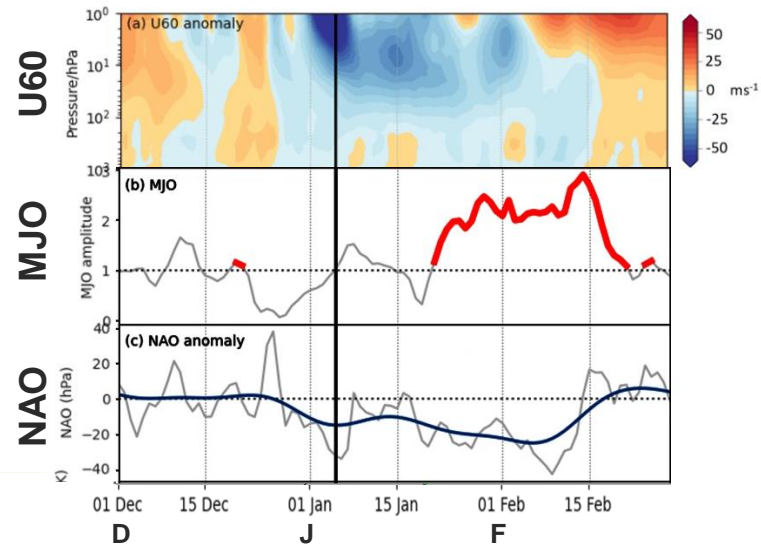 U60
(a) U60 anomaly
Pressure/hPa
10⁰
10¹
10²
10³
50
25
0
-25
-50
ms⁻¹
MJO
(b) MJO
MJO amplitude
3
2
1
0
NAO
(c) NAO anomaly
NAO (hPa)
40
20
0
−20
−40
K)
01 Dec 15 Dec 01 Jan 15 Jan 01 Feb 15 Feb
D J F